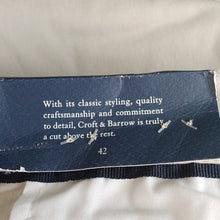 With its classic styling, quality
craftsmanship and commitment
to detail, Croft & Barrow is truly
a cut above the rest.
42